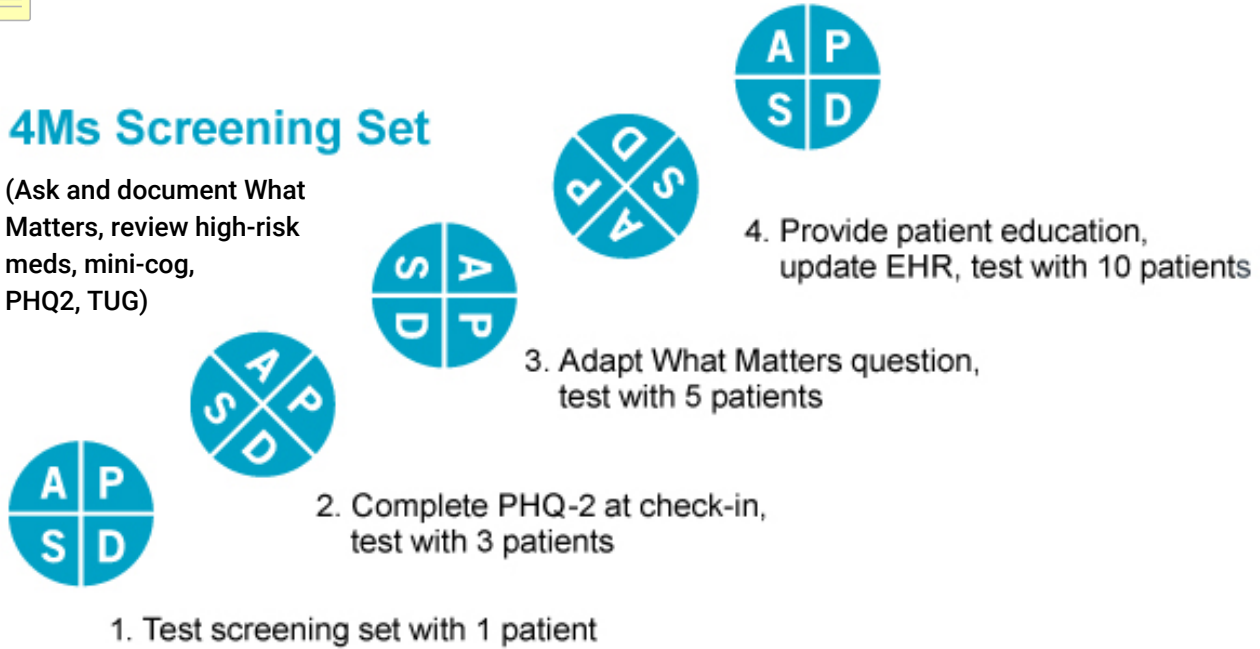 4Ms Screening Set
(Ask and document What
Matters, review high-risk
meds, mini-cog,
PHQ2, TUG)
A P
S D
A P
S D
A P
S D
A P
S D
A P
S D
4. Provide patient education,
update EHR, test with 10 patients
3. Adapt What Matters question,
test with 5 patients
2. Complete PHQ-2 at check-in,
test with 3 patients
1. Test screening set with 1 patient